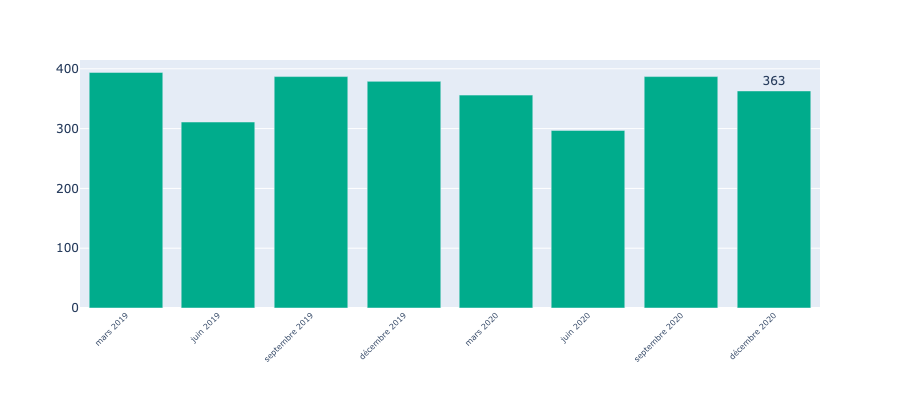 400
300
200
100
0
363
mars 2019
juin 2019
septembre 2019
décembre 2019
mars 2020
juin 2020
septembre 2020
décembre 2020